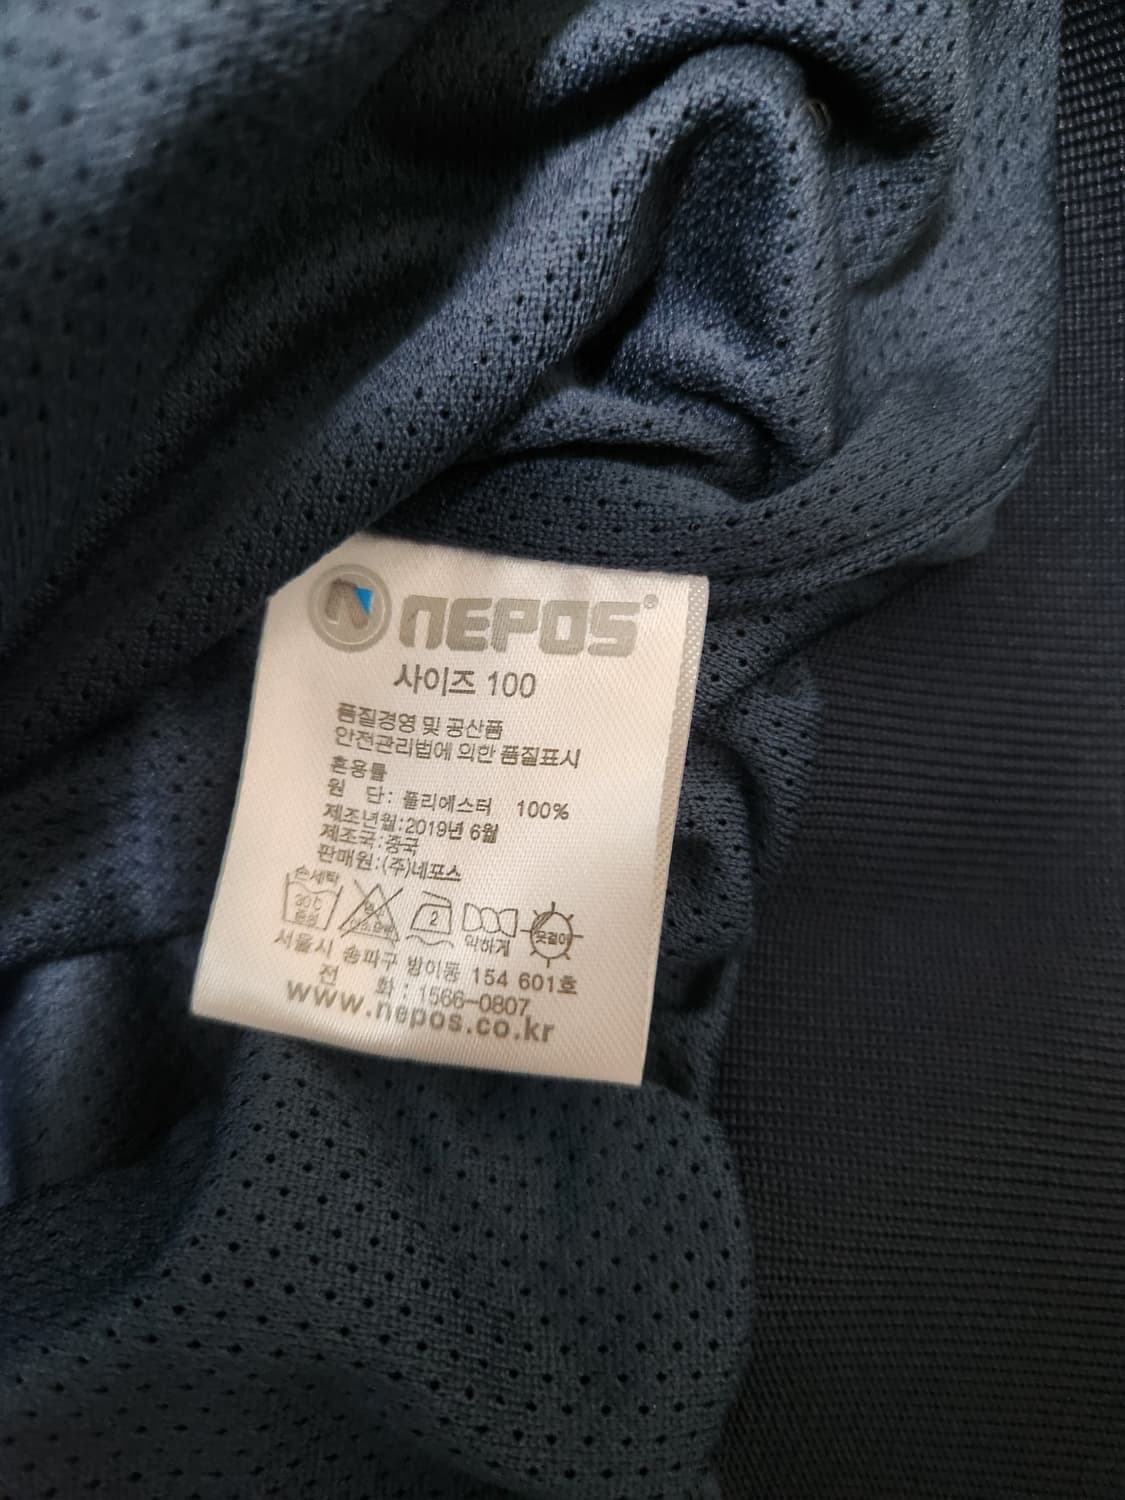 NEPOS®
사이즈 100
품질경영 및 공산품
안전관리법에 의한 품질표시
혼용률
원 단: 폴리에스터 100%
제조년월:2019년 6월
제조국:중국
판매원:(주)네포스
손세탁
30℃
중성
2
약하게
옷걸이
서울시 송파구 방이동 154 601호
전 화 : 1566-0807
www.nepos.co.kr